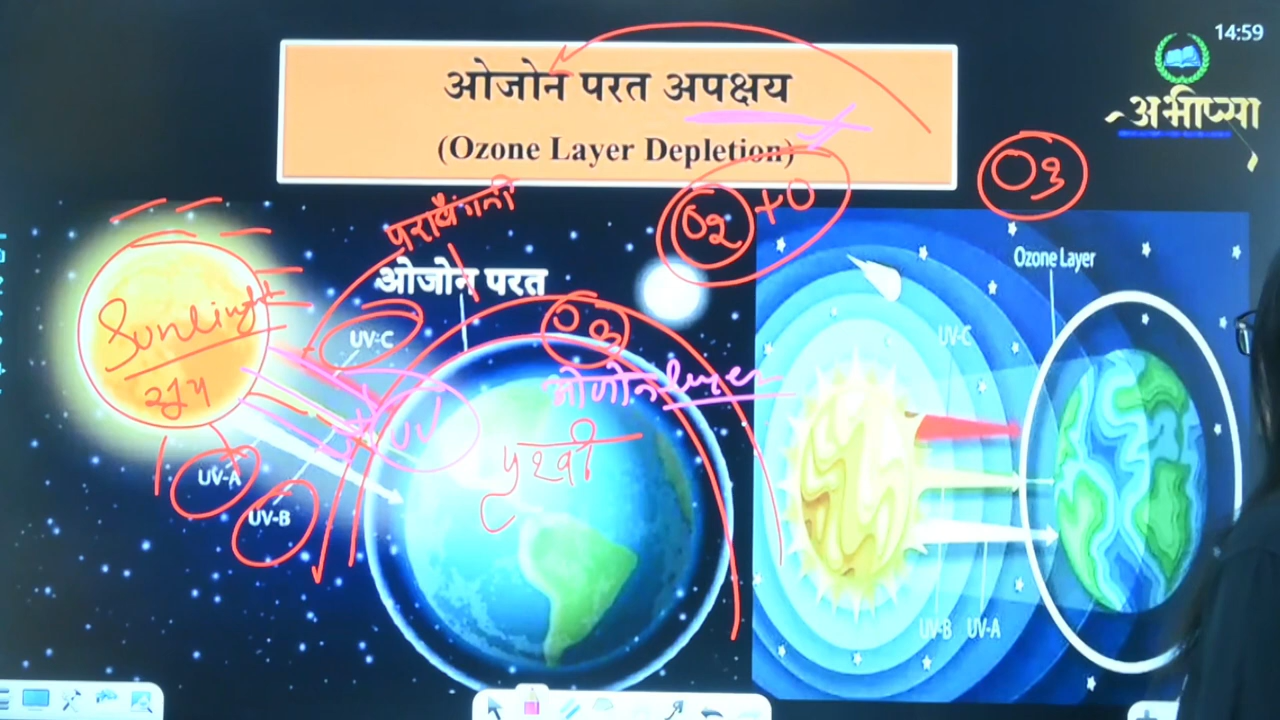 14:59
ओजोन परत अपक्षय
(Ozone Layer Depletion)
अभीप्सा
O3
O2 + O
पराबैंगनी
ओजोन परत
Ozone Layer
Sunlight
सूर्य
UV-C
O3
UV-C
ओजोन layer
UV
पृथ्वी
UV-A
UV-B
UV-B UV-A